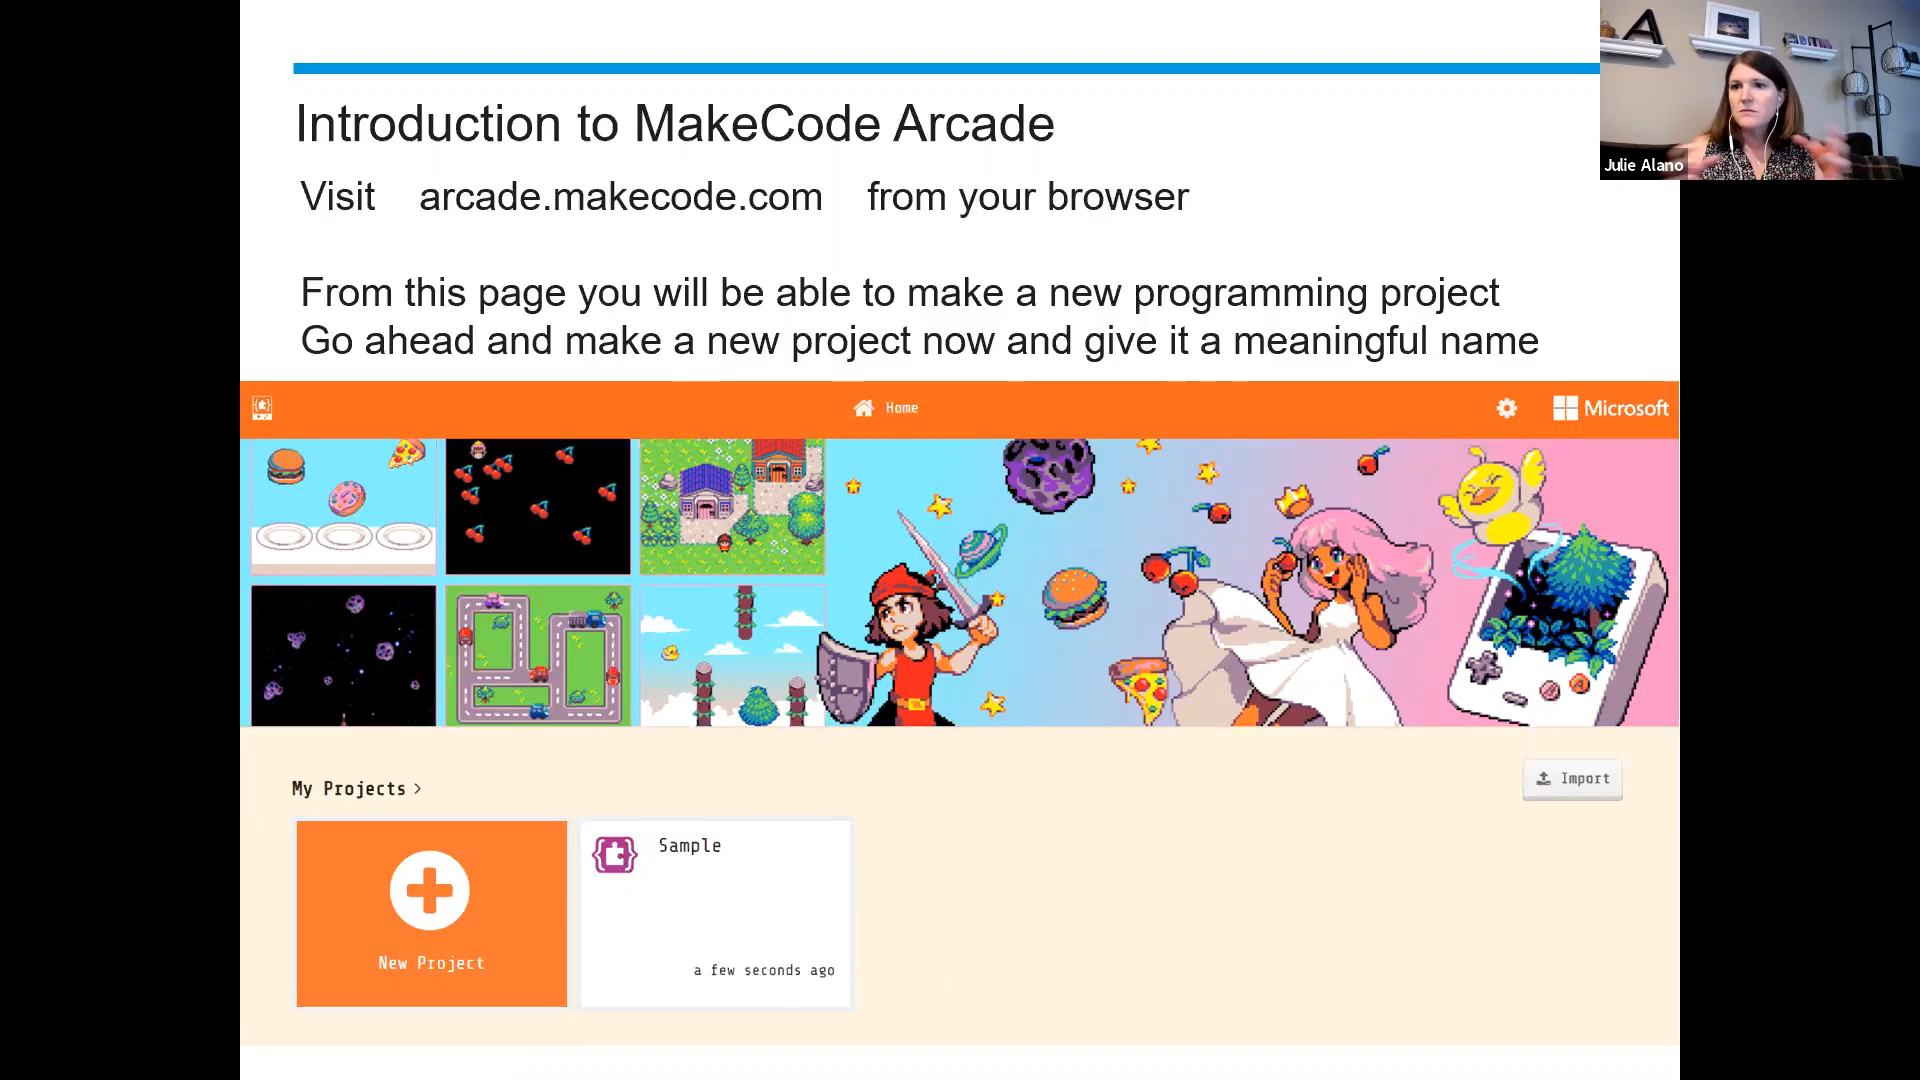 Introduction to MakeCode Arcade
Visit arcade.makecode.com from your browser
From this page you will be able to make a new programming project
Go ahead and make a new project now and give it a meaningful name
Julie Alano
Home
Microsoft
My Projects >
Import
New Project
Sample
a few seconds ago